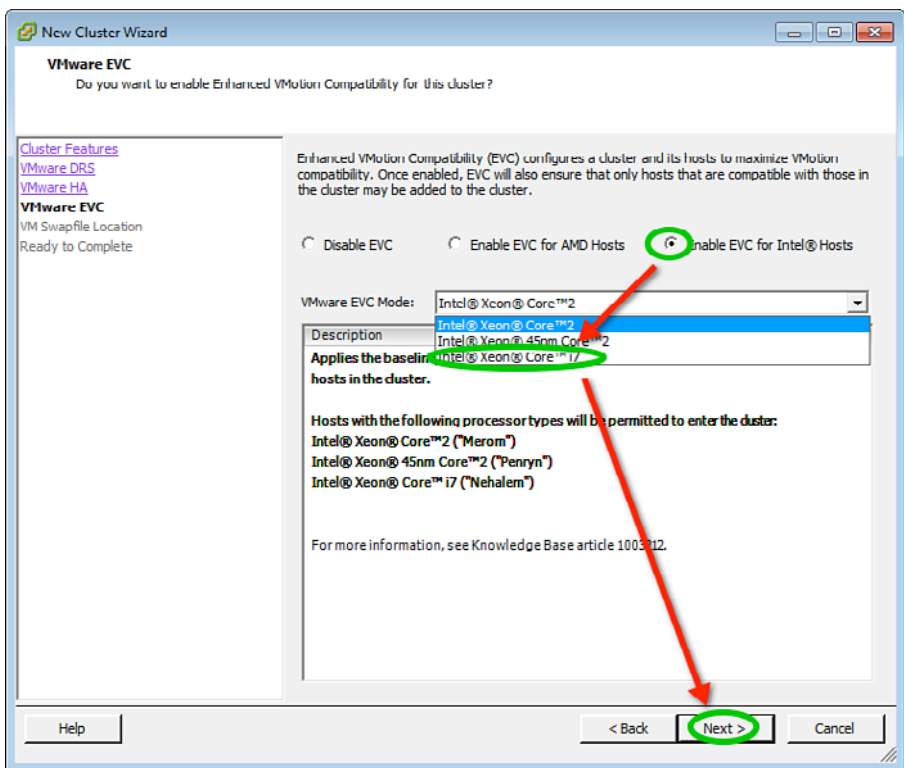 New Cluster Wizard
VMware EVC
Do you want to enable Enhanced VMotion Compatibility for this cluster?
Cluster Features
VMware DRS
VMware HA
VMware EVC
VM Swapfile Location
Ready to Complete
Enhanced VMotion Compatibility (EVC) configures a cluster and its hosts to maximize VMotion
compatibility. Once enabled, EVC will also ensure that only hosts that are compatible with those in
the cluster may be added to the cluster.
Disable EVC
Enable EVC for AMD Hosts
Enable EVC for Intel® Hosts
VMware EVC Mode:
Intel® Xeon® Core™2
Intel® Xeon® Core™2
Intel® Xeon® 45nm Core™2
Intel® Xeon® Core™ i7
Description
Applies the
hosts in the cluster.
Hosts with the following processor types will be permitted to enter the cluster:
Intel® Xeon® Core™2 ("Merom")
Intel® Xeon® 45nm Core™2 ("Penryn")
Intel® Xeon® Core™ i7 ("Nehalem")
For more information, see Knowledge Base article 1003212.
Help
< Back
Next >
Cancel